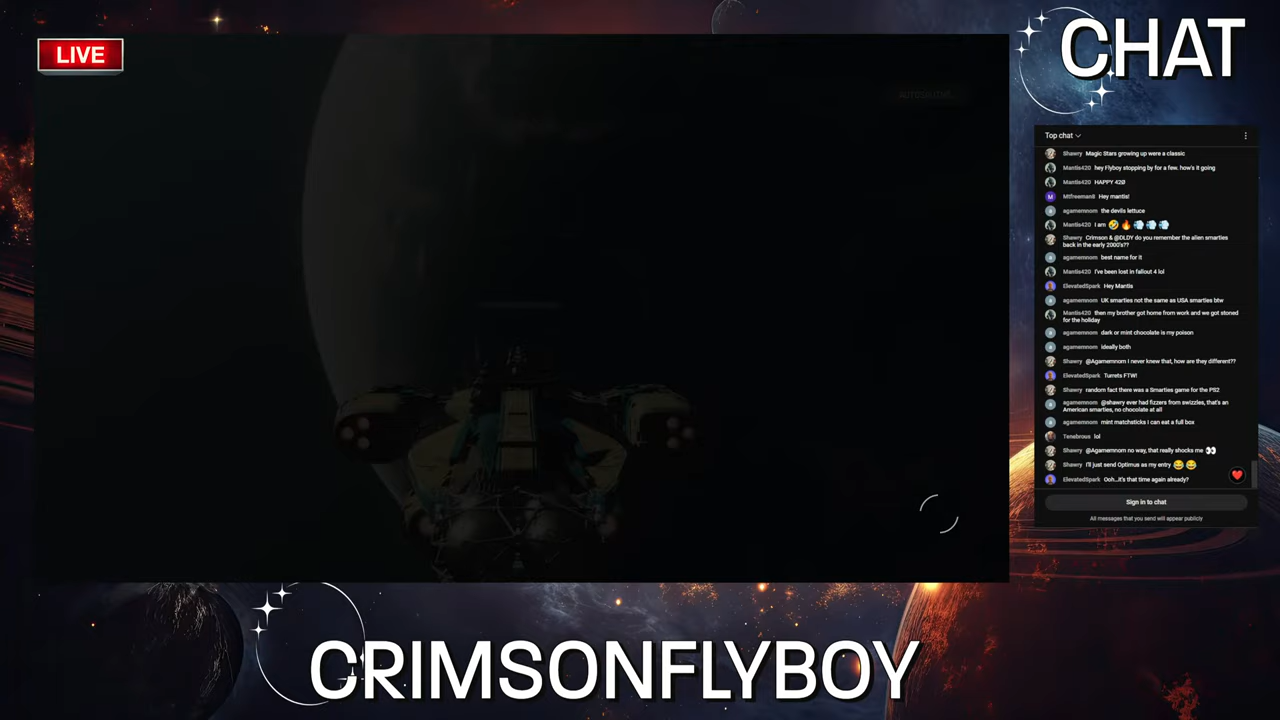 LIVE
CHAT
Top chat
Shawry Magic Stars growing up were a classic
Mantis420 hey Flyboy stopping by for a few. how's it going
Mantis420 HAPPY 420
Mtfreeman8 Hey mantis!
agamemnom the devils lettuce
Mantis420 I am 🤣🔥💨💨💨
Shawry Crimson & @DLDY do you remember the alien smarties
back in the early 2000's??
agamemnom best name for it
Mantis420 I've been lost in fallout 4 lol
ElevatedSpark Hey Mantis
agamemnom UK smarties not the same as USA smarties btw
Mantis420 then my brother got home from work and we got stoned
for the holiday
agamemnom dark or mint chocolate is my poison
agamemnom ideally both
Shawry @Agamemnom I never knew that, how are they different??
ElevatedSpark Turrets FTW!
Shawry random fact there was a Smarties game for the PS2
agamemnom @shawry ever had fizzers from swizzles, that's an
American smarties, no chocolate at all
agamemnom mint matchsticks I can eat a full box
Tenebrous lol
Shawry @Agamemnom no way, that really shocks me 👀
Shawry I'll just send Optimus as my entry 😂😂
ElevatedSpark Ooh...it's that time again already?
Sign in to chat
All messages that you send will appear publicly
CRIMSONFLYBOY